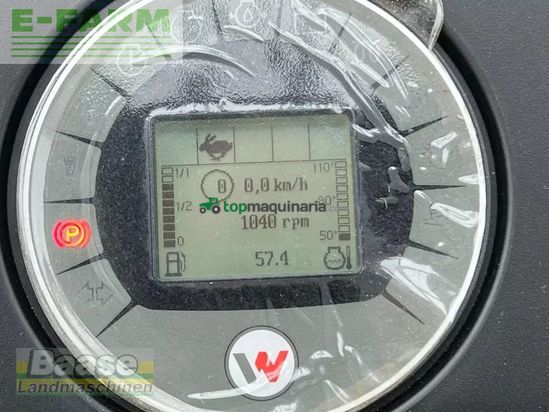 E-FARM
1/1
110°
0 0,0 km/h
topmaquinaria
1/2
80°
1040 rpm
0
50°
P
57.4
W
Baase
Landmaschinen